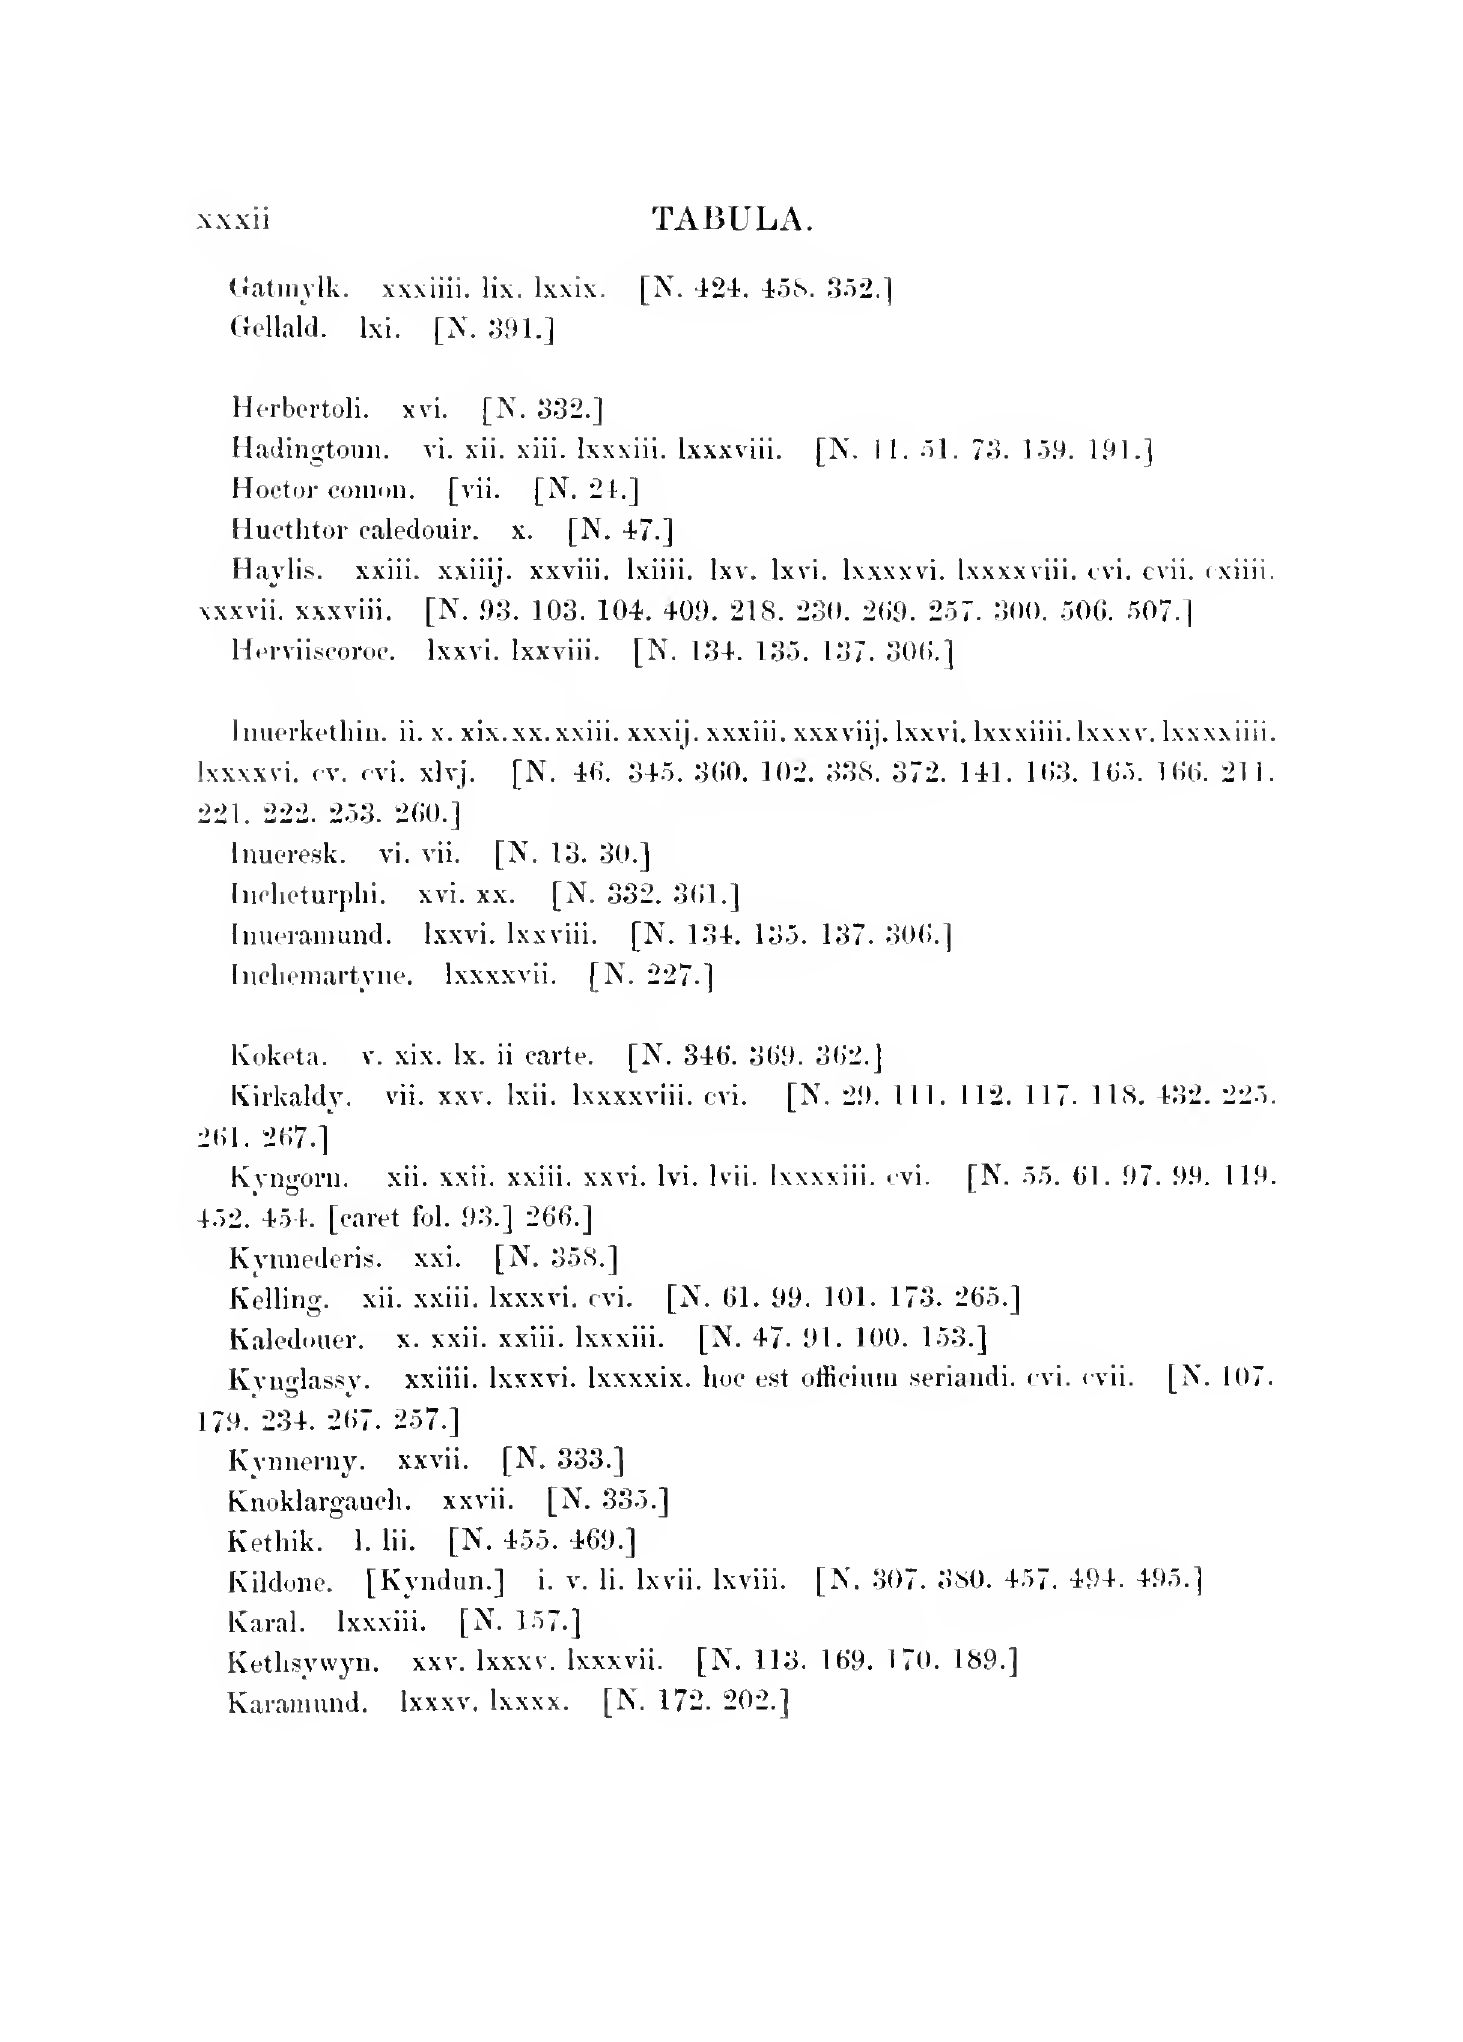 xxxii TABULA.
Gatmylk. xxxiiii. lix. lxxix. [N. 424. 458. 352.]
Gellald. lxi. [N. 391.]
Herbertoli. xvi. [N. 332.]
Hadingtoun. vi. xii. xiii. lxxxiii. lxxxviii. [N. 11. 51. 73. 159. 191.]
Hoctor comon. [vii. [N. 24.]
Hucthtor caledouir. x. [N. 47.]
Haylis. xxiii. xxiiij. xxviii. lxiiii. lxv. lxvi. lxxxxvi. lxxxxviii. cvi. cvii. cxiiii.
xxxvii. xxxviii. [N. 93. 103. 104. 409. 218. 230. 269. 257. 300. 506. 507.]
Herviiscoroc. lxxvi. lxxviii. [N. 134. 135. 137. 306.]
Inuerkethin. ii. x. xix. xx. xxiii. xxxij. xxxiii. xxxviij. lxxvi. lxxxiiii. lxxxv. lxxxxiiii.
lxxxxvi. cv. cvi. xlvj. [N. 46. 345. 360. 102. 338. 372. 141. 163. 165. 166. 211.
221. 222. 253. 260.]
Inueresk. vi. vii. [N. 13. 30.]
Incheturphi. xvi. xx. [N. 332. 361.]
Inueramund. lxxvi. lxxviii. [N. 134. 135. 137. 306.]
Inchemartyne. lxxxxvii. [N. 227.]
Koketa. v. xix. lx. ii carte. [N. 346. 369. 362.]
Kirkaldy. vii. xxv. lxii. lxxxxviii. cvi. [N. 29. 111. 112. 117. 118. 432. 225.
261. 267.]
Kyngorn. xii. xxii. xxiii. xxvi. lvi. lvii. lxxxxiii. cvi. [N. 55. 61. 97. 99. 119.
452. 454. [caret fol. 93.] 266.]
Kynnederis. xxi. [N. 358.]
Kelling. xii. xxiii. lxxxvi. cvi. [N. 61. 99. 101. 173. 265.]
Kaledouer. x. xxii. xxiii. lxxxiii. [N. 47. 91. 100. 153.]
Kynglassy. xxiiii. lxxxvi. lxxxxix. hoc est officium seriandi. cvi. cvii. [N. 107.
179. 234. 267. 257.]
Kynnerny. xxvii. [N. 333.]
Knoklargauch. xxvii. [N. 335.]
Kethik. l. lii. [N. 455. 469.]
Kildone. [Kyndun.] i. v. li. lxvii. lxviii. [N. 307. 380. 457. 494. 495.]
Karal. lxxxiii. [N. 157.]
Kethsywyn. xxv. lxxxv. lxxxvii. [N. 113. 169. 170. 189.]
Karamund. lxxxv. lxxxx. [N. 172. 202.]